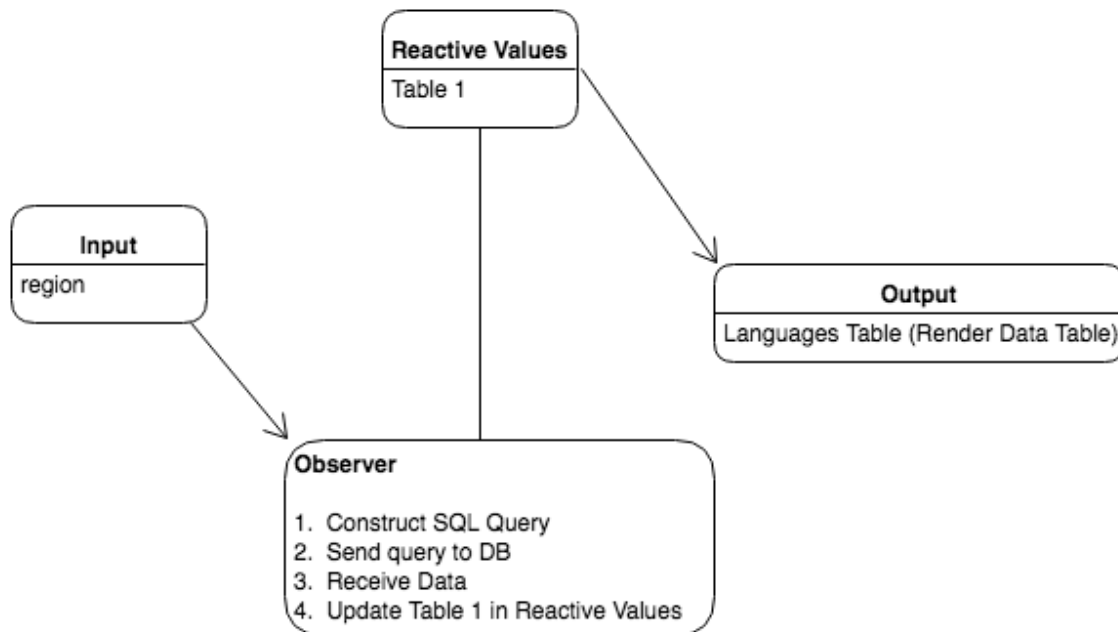 Reactive Values
Table 1
Input
region
Output
Languages Table (Render Data Table)
Observer
1. Construct SQL Query
2. Send query to DB
3. Receive Data
4. Update Table 1 in Reactive Values